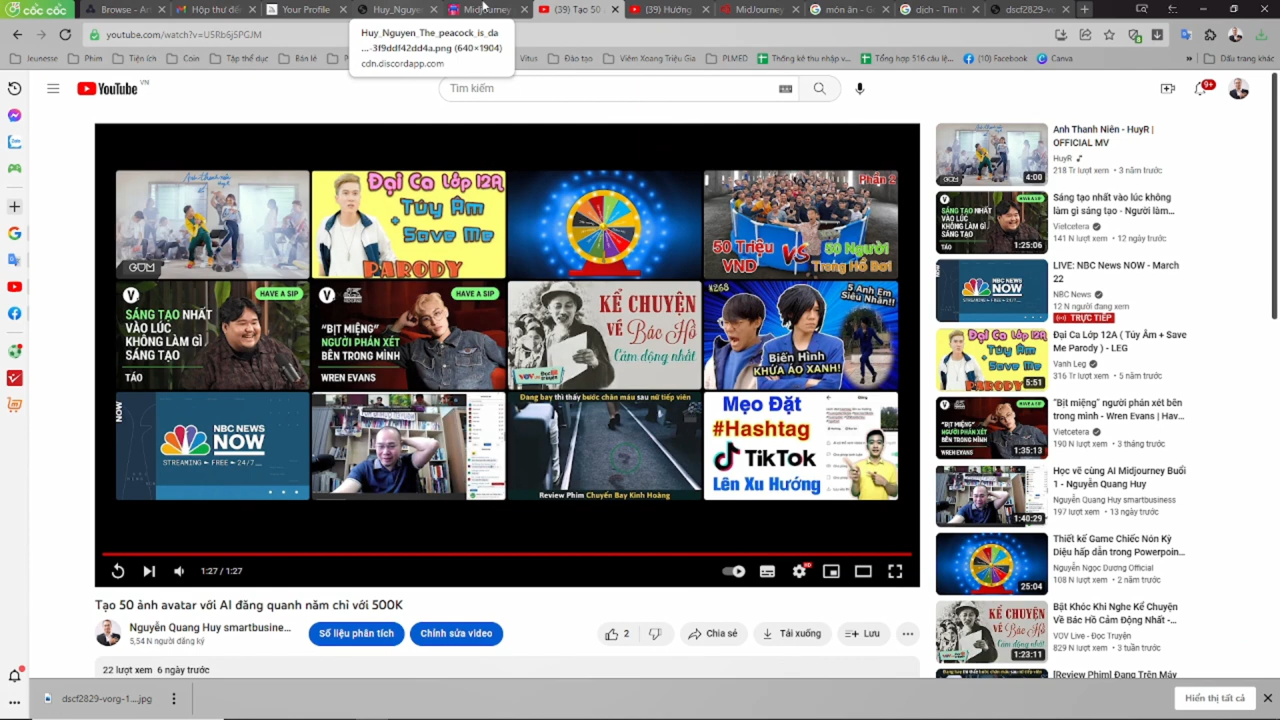 cốc cốc
Browse - Ar
Hộp thư đế
Your Profile
Huy_Nguye
Midjourney
(39) Tạo 50
(39) Hướng
MidJourney
món ăn - G
dịch - Tìm t
dscf2829-vo
youtube.com/watch?v=USRb6jSPGJM
Huy_Nguyen_The_peacock_is_da
...-3f9ddf42dd4a.png (640×1904)
cdn.discordapp.com
Jeunesse
Phim
Tiện ích
Coin
Tập thể dục
Bán lẻ
Vitus
Đào tạo
Viêm Xoang Triệu Gia
PLMED
Thống kê thu nhập v...
Tổng hợp 55 câu lệ...
(10) Facebook
Canva
Dấu trang khác
YouTube VN
Tìm kiếm
9+
GOM
Đại Ca Lớp 12A
Túy Âm
Save Me
PARODY
Phần 2
50 Triệu
VND
VS
50 Người
Trong Hồ Bơi
HAVE A SIP
SÁNG TẠO NHẤT
VÀO LÚC
KHÔNG LÀM GÌ
SÁNG TẠO
TÁO
HAVE A SIP
"BỊT MIỆNG"
NGƯỜI PHÁN XÉT
BÊN TRONG MÌNH
WREN EVANS
KỂ CHUYỆN
VỀ Bác Hồ
Cảm động nhất
K26S
5 Anh Em
Siêu Nhân!!
Biến Hình
KHỨA ÁO XANH!
NOW
NBC NEWS
NOW
STREAMING ▸ FREE ▸ 24/7...
Đang bay thì thấy bước chân máu sau nữ tiếp viên
Review Phim Chuyến Bay Kinh Hoàng
Mẹo Đặt
#Hashtag
TikTok
Lên Xu Hướng
1:27 / 1:27
HD
Tạo 50 ảnh avatar với AI đăng quanh năm chỉ với 500K
Nguyễn Quang Huy smartbusine...
5,54 N người đăng ký
Số liệu phân tích
Chỉnh sửa video
2
Chia sẻ
Tải xuống
Lưu
22 lượt xem 6 ngày trước
4:00
Anh Thanh Niên - HuyR |
OFFICIAL MV
HuyR
218 Tr lượt xem • 3 năm trước
1:25:06
Sáng tạo nhất vào lúc không
làm gì sáng tạo - Người làm...
Vietcetera
141 N lượt xem • 12 ngày trước
LIVE: NBC News NOW - March
22
NBC News
12 N người đang xem
TRỰC TIẾP
5:51
Đại Ca Lớp 12A ( Túy Âm + Save
Me Parody ) - LEG
Vanh Leg
316 Tr lượt xem • 5 năm trước
1:35:13
"Bịt miệng" người phán xét bên
trong mình - Wren Evans | Hav...
Vietcetera
190 N lượt xem • 3 tháng trước
1:40:29
Học vẽ cùng AI Midjourney Buổi
1 - Nguyễn Quang Huy
Nguyễn Quang Huy smartbusiness
197 lượt xem • 13 ngày trước
25:04
Thiết kế Game Chiếc Nón Kỳ
Diệu hấp dẫn trong Powerpoin...
Nguyễn Ngọc Dương Official
108 N lượt xem • 2 năm trước
1:23:11
Bật Khóc Khi Nghe Kể Chuyện
Về Bác Hồ Cảm Động Nhất -
VOV Live - Đọc Truyện
829 N lượt xem • 3 tuần trước
[Review Phim] Đang Trên Máy
dscf2829-vorg-1....jpg
Hiển thị tất cả